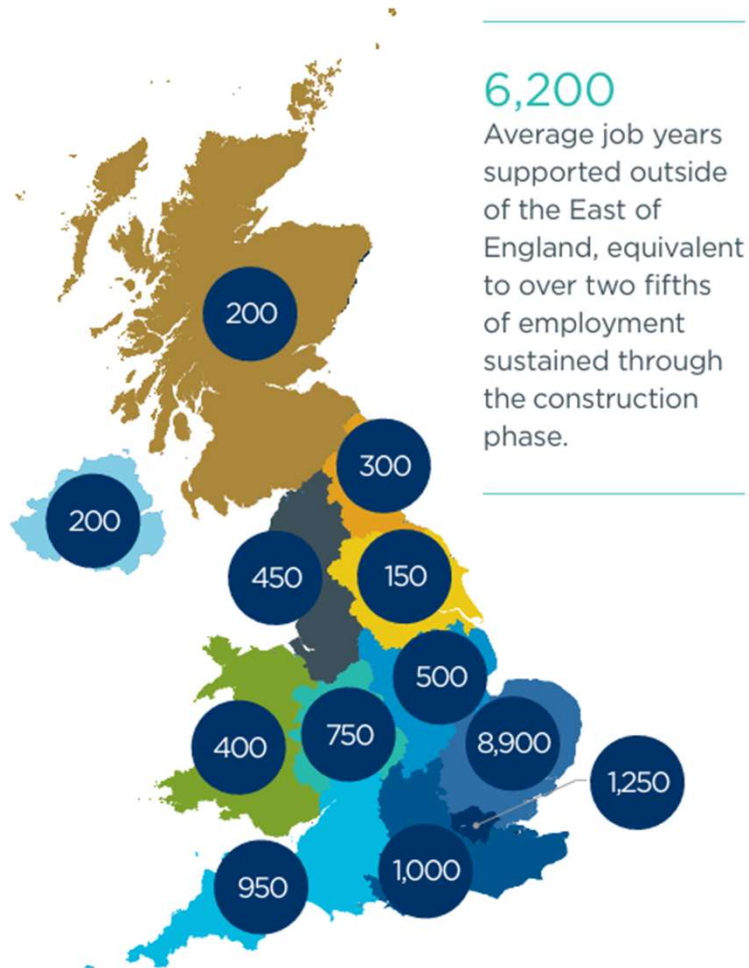 6,200
Average job years
supported outside
of the East of
England, equivalent
to over two fifths
of employment
sustained through
the construction
phase.
200
300
200
450
150
500
400
750
8,900
1,250
950
1,000